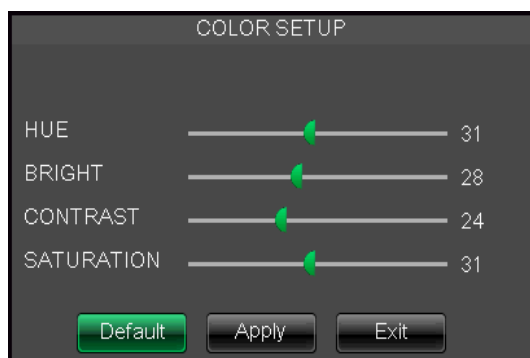 COLOR SETUP
HUE 31
BRIGHT 28
CONTRAST 24
SATURATION 31
Default Apply Exit